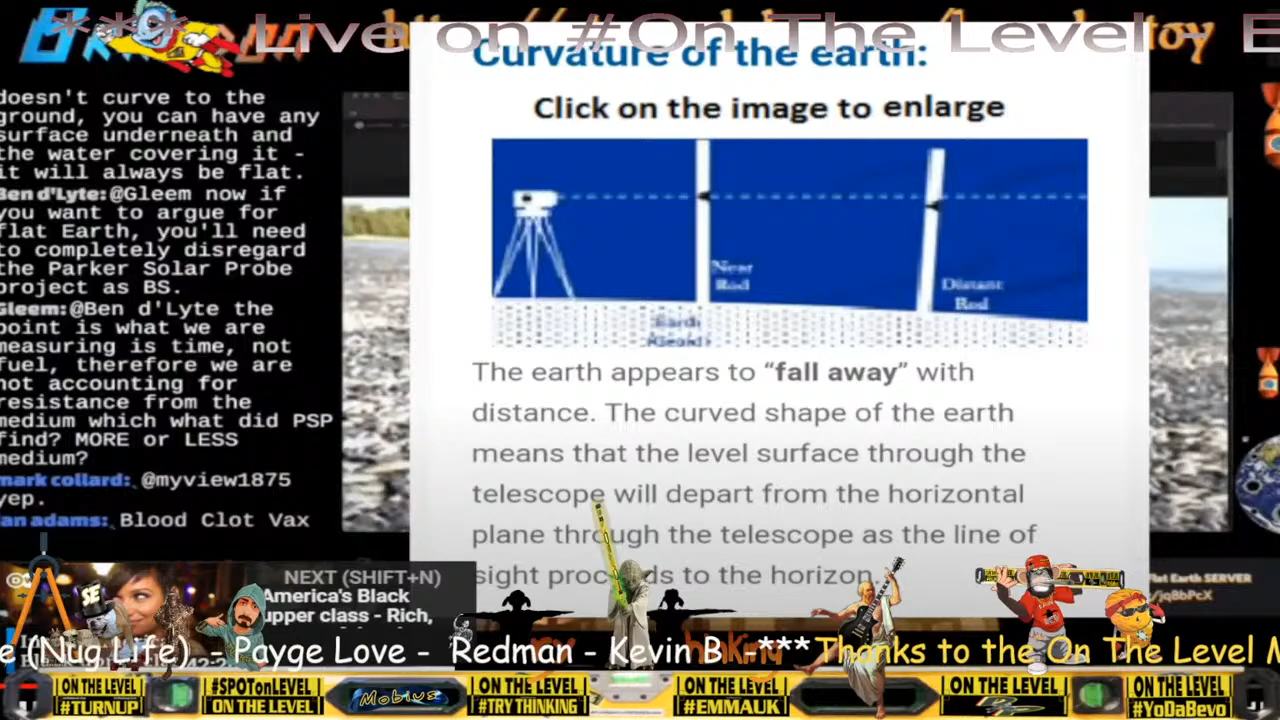 *** Live on #On The Level - E
Curvature of the earth:
Click on the image to enlarge
Near
Rod
Distant
Rod
Earth
(Geoid)
The earth appears to “fall away” with
distance. The curved shape of the earth
means that the level surface through the
telescope will depart from the horizontal
plane through the telescope as the line of
sight proceeds to the horizon.
doesn't curve to the
ground, you can have any
surface underneath and
the water covering it -
it will always be flat.
Ben d'Lyte: @Gleem now if
you want to argue for
flat Earth, you'll need
to completely disregard
the Parker Solar Probe
project as BS.
Gleem: @Ben d'Lyte the
point is what we are
measuring is time, not
fuel, therefore we are
not accounting for
resistance from the
medium which what did PSP
find? MORE or LESS
medium?
mark collard: @myview1875
yep.
ian adams: Blood Clot Vax
NEXT (SHIFT+N)
America's Black
upper class - Rich,
SE
Flat Earth SERVER
/jqBbPcX
e (Nug Life) - Payge Love - Redman - Kevin B -***Thanks to the On The Level M
ON THE LEVEL
#TURNUP
#SPOTonLEVEL
ON THE LEVEL
Mobius
ON THE LEVEL
#TRY THINKING
ON THE LEVEL
#EMMAUK
ON THE LEVEL
ON THE LEVEL
#YoDaBevo